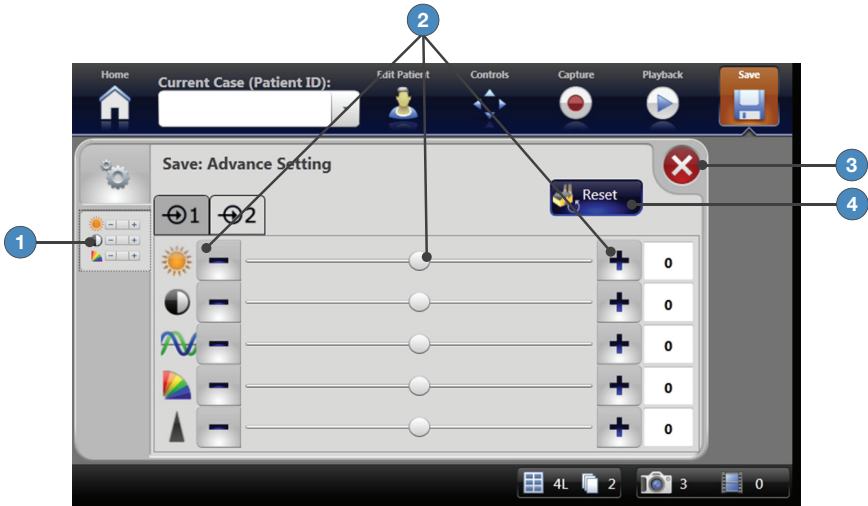 2
Home
Edit Patient
Controls
Capture
Playback
Save
Current Case (Patient ID):
Save: Advance Setting
3
Reset
4
1
2
1
0
0
0
0
0
4L
2
3
0